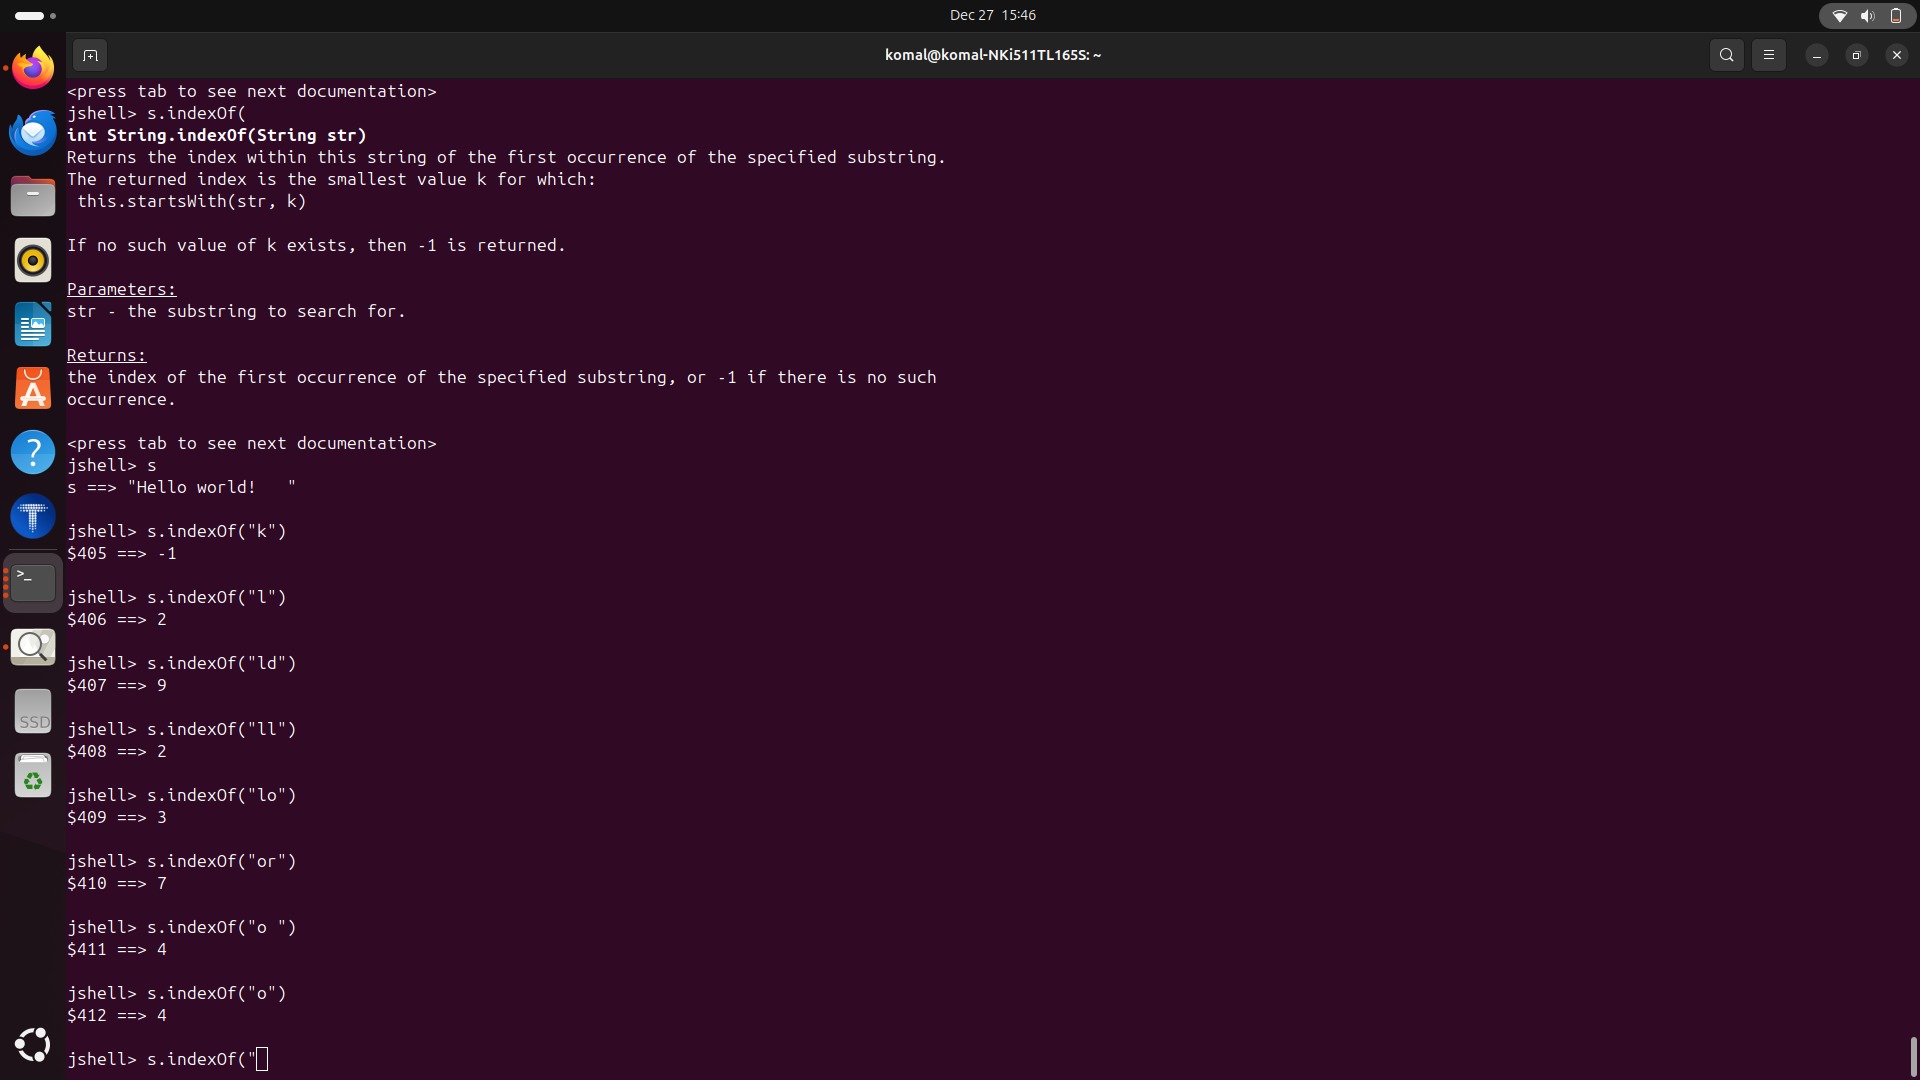 Dec 27 15:46
komal@komal-NKi511TL165S: ~
<press tab to see next documentation>
jshell> s.indexOf(
int String.indexOf(String str)
Returns the index within this string of the first occurrence of the specified substring.
The returned index is the smallest value k for which:
 this.startsWith(str, k)
If no such value of k exists, then -1 is returned.
Parameters:
str - the substring to search for.
Returns:
the index of the first occurrence of the specified substring, or -1 if there is no such
occurrence.
<press tab to see next documentation>
jshell> s
s ==> "Hello world!   "
jshell> s.indexOf("k")
$405 ==> -1
jshell> s.indexOf("l")
$406 ==> 2
jshell> s.indexOf("ld")
$407 ==> 9
jshell> s.indexOf("ll")
$408 ==> 2
jshell> s.indexOf("lo")
$409 ==> 3
jshell> s.indexOf("or")
$410 ==> 7
jshell> s.indexOf("o ")
$411 ==> 4
jshell> s.indexOf("o")
$412 ==> 4
jshell> s.indexOf("
SSD